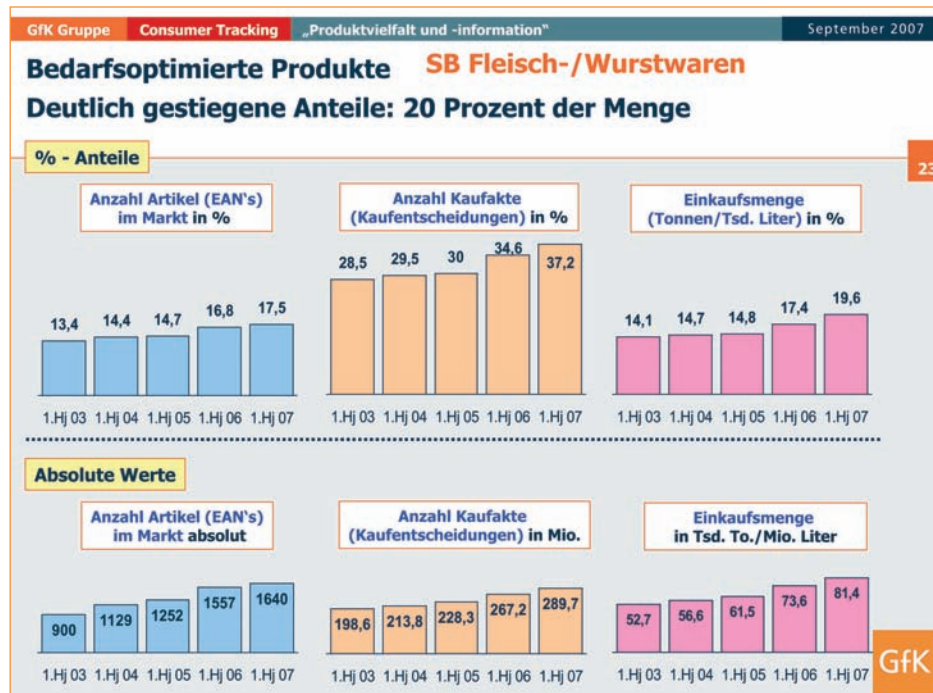 GfK Gruppe Consumer Tracking „Produktvielfalt und -information" September 2007
Bedarfsoptimierte Produkte SB Fleisch-/Wurstwaren
Deutlich gestiegene Anteile: 20 Prozent der Menge
% - Anteile
23
Anzahl Artikel (EAN's)
im Markt in %
13,4 14,4 14,7 16,8 17,5
1.Hj 03 1.Hj 04 1.Hj 05 1.Hj 06 1.Hj 07
Anzahl Kaufakte
(Kaufentscheidungen) in %
28,5 29,5 30 34,6 37,2
1.Hj 03 1.Hj 04 1.Hj 05 1.Hj 06 1.Hj 07
Einkaufsmenge
(Tonnen/Tsd. Liter) in %
14,1 14,7 14,8 17,4 19,6
1.Hj 03 1.Hj 04 1.Hj 05 1.Hj 06 1.Hj 07
Absolute Werte
Anzahl Artikel (EAN's)
im Markt absolut
900 1129 1252 1557 1640
1.Hj 03 1.Hj 04 1.Hj 05 1.Hj 06 1.Hj 07
Anzahl Kaufakte
(Kaufentscheidungen) in Mio.
198,6 213,8 228,3 267,2 289,7
1.Hj 03 1.Hj 04 1.Hj 05 1.Hj 06 1.Hj 07
Einkaufsmenge
in Tsd. To./Mio. Liter
52,7 56,6 61,5 73,6 81,4
1.Hj 03 1.Hj 04 1.Hj 05 1.Hj 06 1.Hj 07
GfK